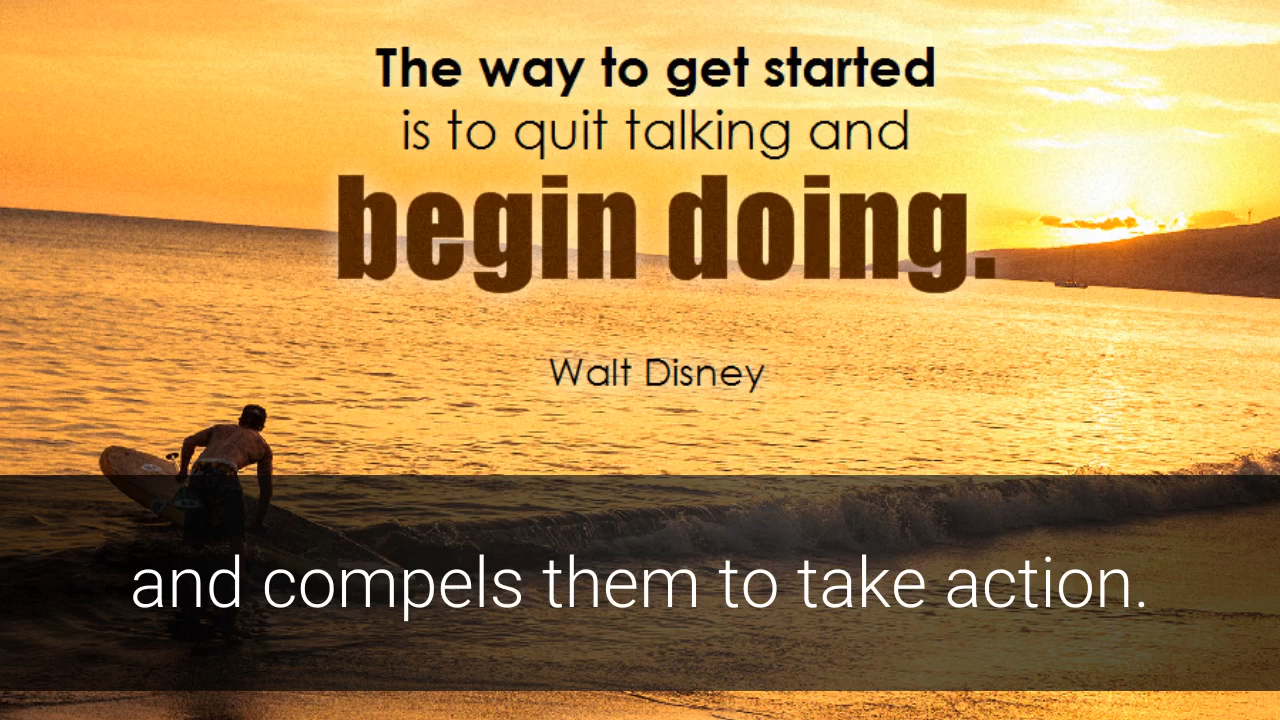 The way to get started
is to quit talking and
begin doing.
Walt Disney
and compels them to take action.